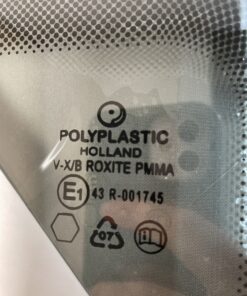 POLYPLASTIC
HOLLAND
V-X/B ROXITE PMMA
E1 43 R-001745
07